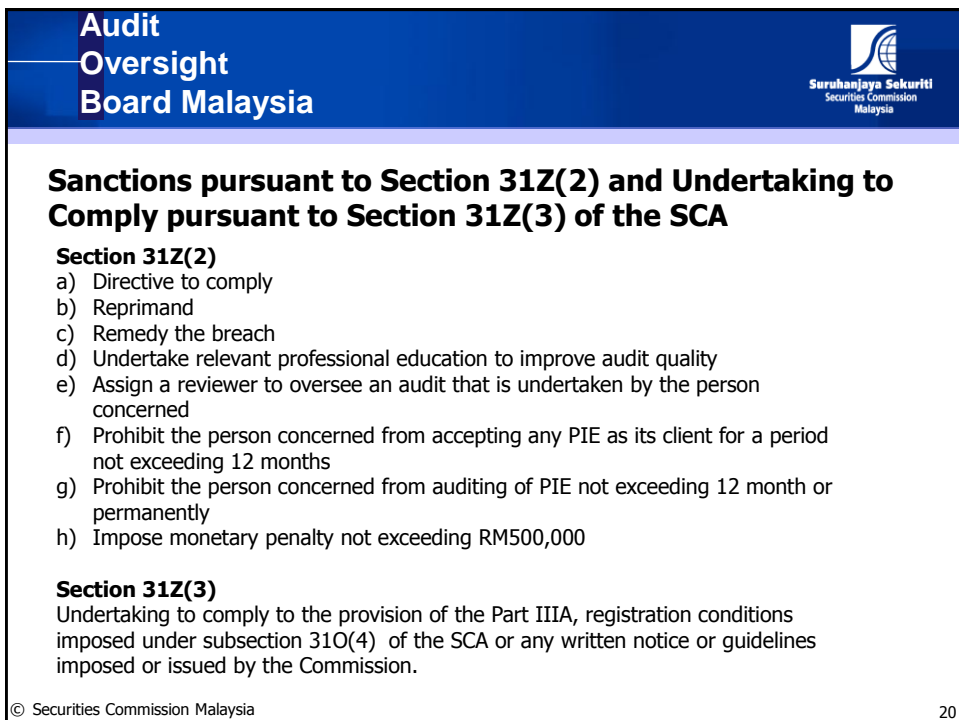 Audit
Oversight
Board Malaysia
Suruhanjaya Sekuriti
Securities Commission
Malaysia
Sanctions pursuant to Section 31Z(2) and Undertaking to
Comply pursuant to Section 31Z(3) of the SCA
Section 31Z(2)
a) Directive to comply
b) Reprimand
c) Remedy the breach
d) Undertake relevant professional education to improve audit quality
e) Assign a reviewer to oversee an audit that is undertaken by the person
concerned
f) Prohibit the person concerned from accepting any PIE as its client for a period
not exceeding 12 months
g) Prohibit the person concerned from auditing of PIE not exceeding 12 month or
permanently
h) Impose monetary penalty not exceeding RM500,000
Section 31Z(3)
Undertaking to comply to the provision of the Part IIIA, registration conditions
imposed under subsection 31O(4) of the SCA or any written notice or guidelines
imposed or issued by the Commission.
© Securities Commission Malaysia
20